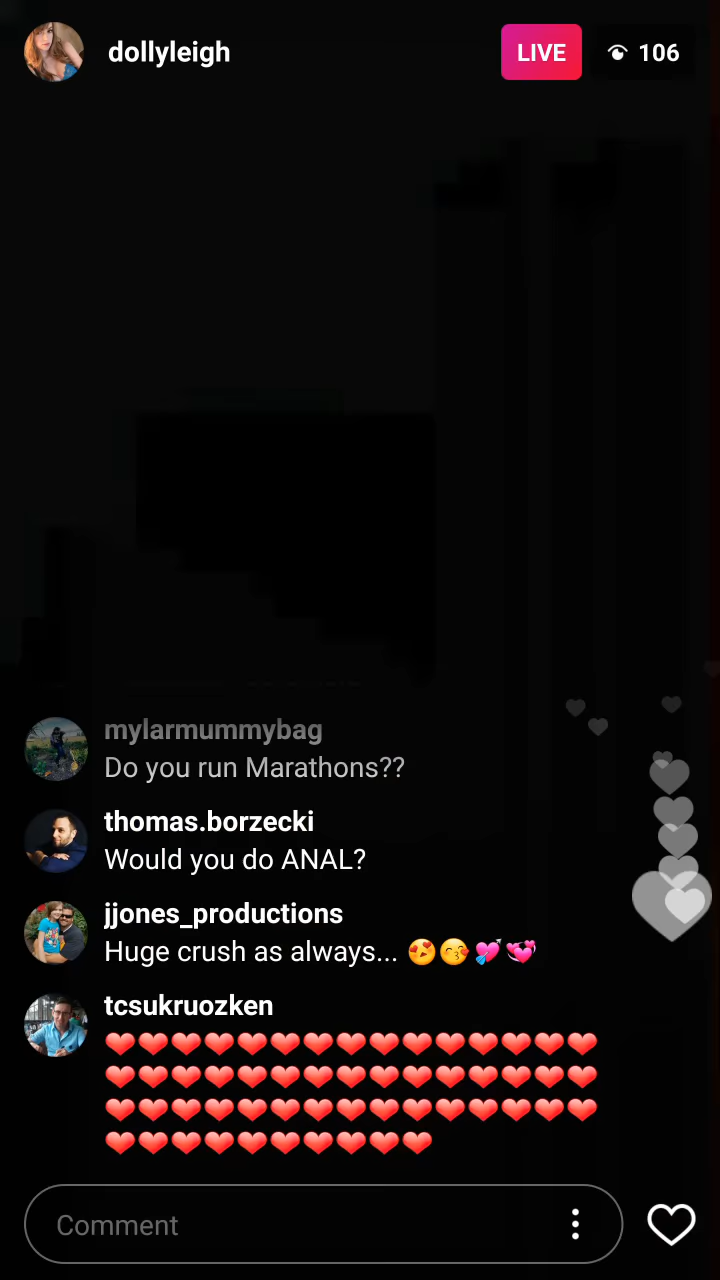 dollyleigh
LIVE
106
mylarmummybag
Do you run Marathons??
thomas.borzecki
Would you do ANAL?
jjones_productions
Huge crush as always... 😍😙💘💞
tcsukruozken
❤❤❤❤❤❤❤❤❤❤❤❤❤❤❤
❤❤❤❤❤❤❤❤❤❤❤❤❤❤❤
❤❤❤❤❤❤❤❤❤❤❤❤❤❤❤
❤❤❤❤❤❤❤❤❤❤
Comment